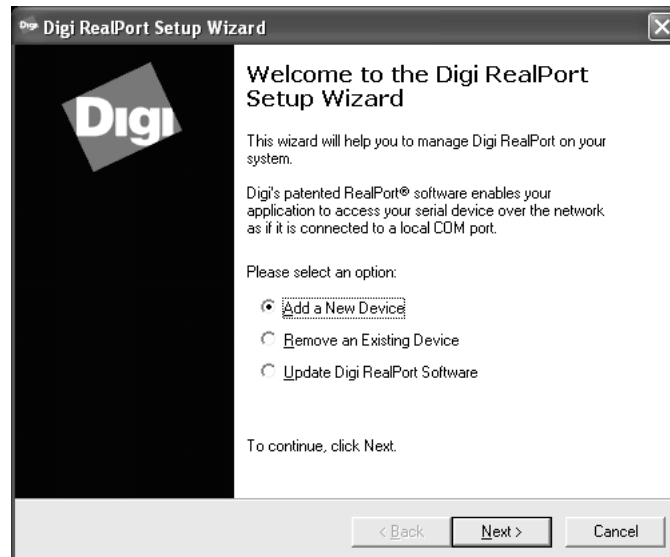 Digi Digi RealPort Setup Wizard
Digi
Welcome to the Digi RealPort
Setup Wizard
This wizard will help you to manage Digi RealPort on your
system.
Digi's patented RealPort® software enables your
application to access your serial device over the network
as if it is connected to a local COM port.
Please select an option:
Add a New Device
Remove an Existing Device
Update Digi RealPort Software
To continue, click Next.
< Back
Next >
Cancel